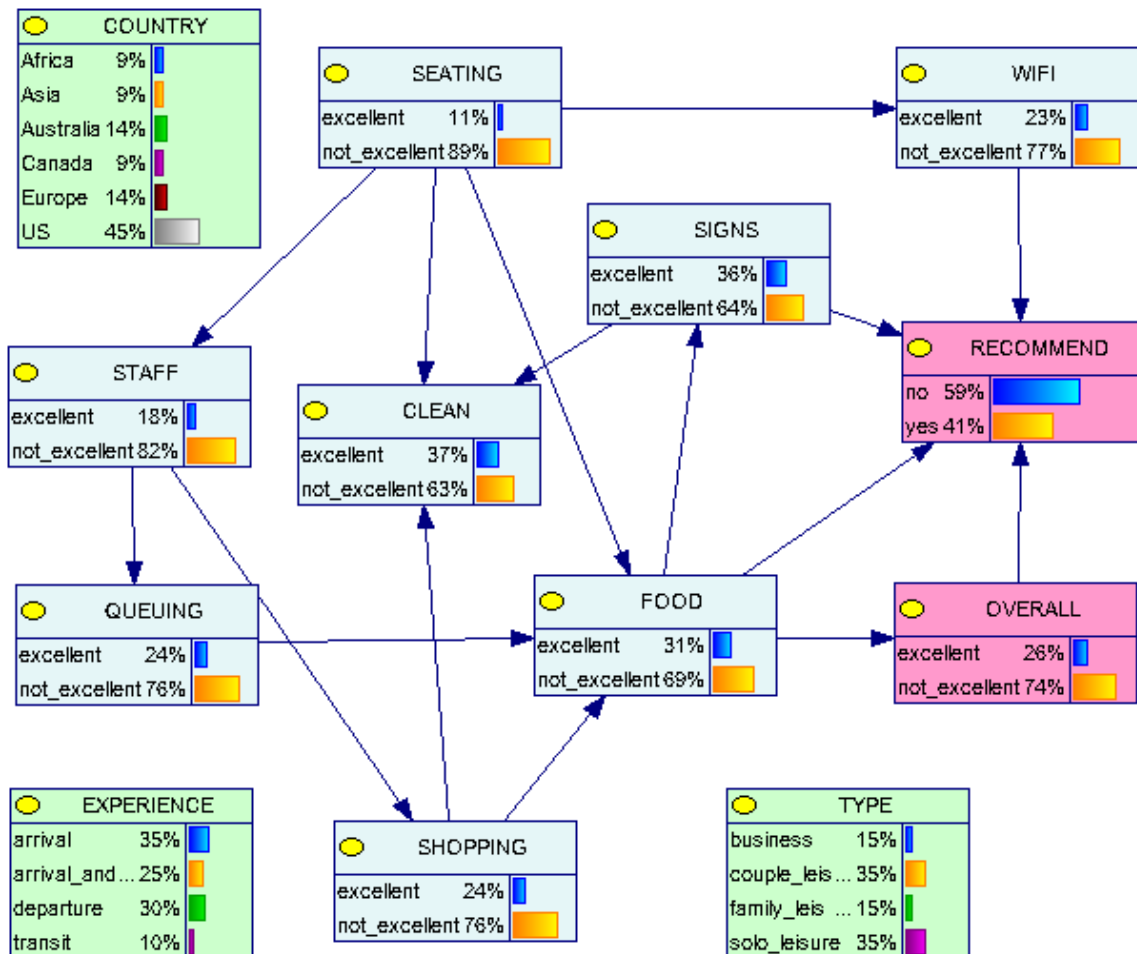 COUNTRY
Africa 9%
Asia 9%
Australia 14%
Canada 9%
Europe 14%
US 45%
SEATING
excellent 11%
not_excellent 89%
WIFI
excellent 23%
not_excellent 77%
SIGNS
excellent 36%
not_excellent 64%
RECOMMEND
no 59%
yes 41%
STAFF
excellent 18%
not_excellent 82%
CLEAN
excellent 37%
not_excellent 63%
QUEUING
excellent 24%
not_excellent 76%
FOOD
excellent 31%
not_excellent 69%
OVERALL
excellent 26%
not_excellent 74%
EXPERIENCE
arrival 35%
arrival_and... 25%
departure 30%
transit 10%
SHOPPING
excellent 24%
not_excellent 76%
TYPE
business 15%
couple_leis... 35%
family_leis ... 15%
solo_leisure 35%